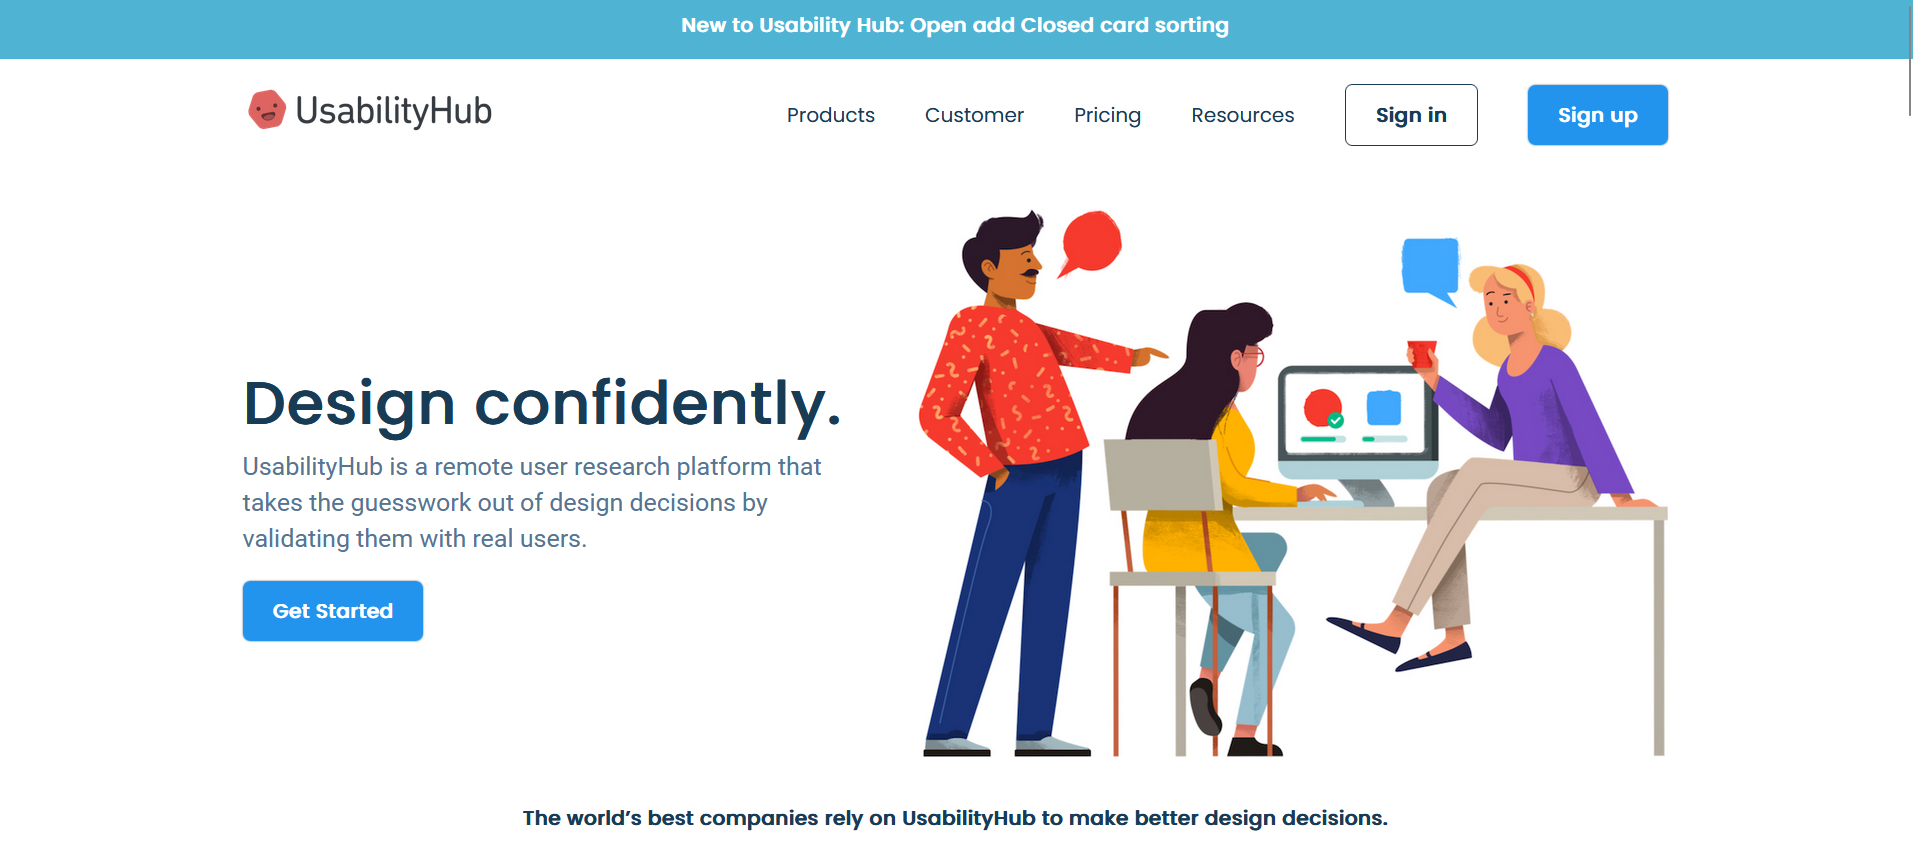 New to Usability Hub: Open add Closed card sorting
UsabilityHub
Products
Customer
Pricing
Resources
Sign in
Sign up
Design confidently.
UsabilityHub is a remote user research platform that
takes the guesswork out of design decisions by
validating them with real users.
Get Started
The world’s best companies rely on UsabilityHub to make better design decisions.